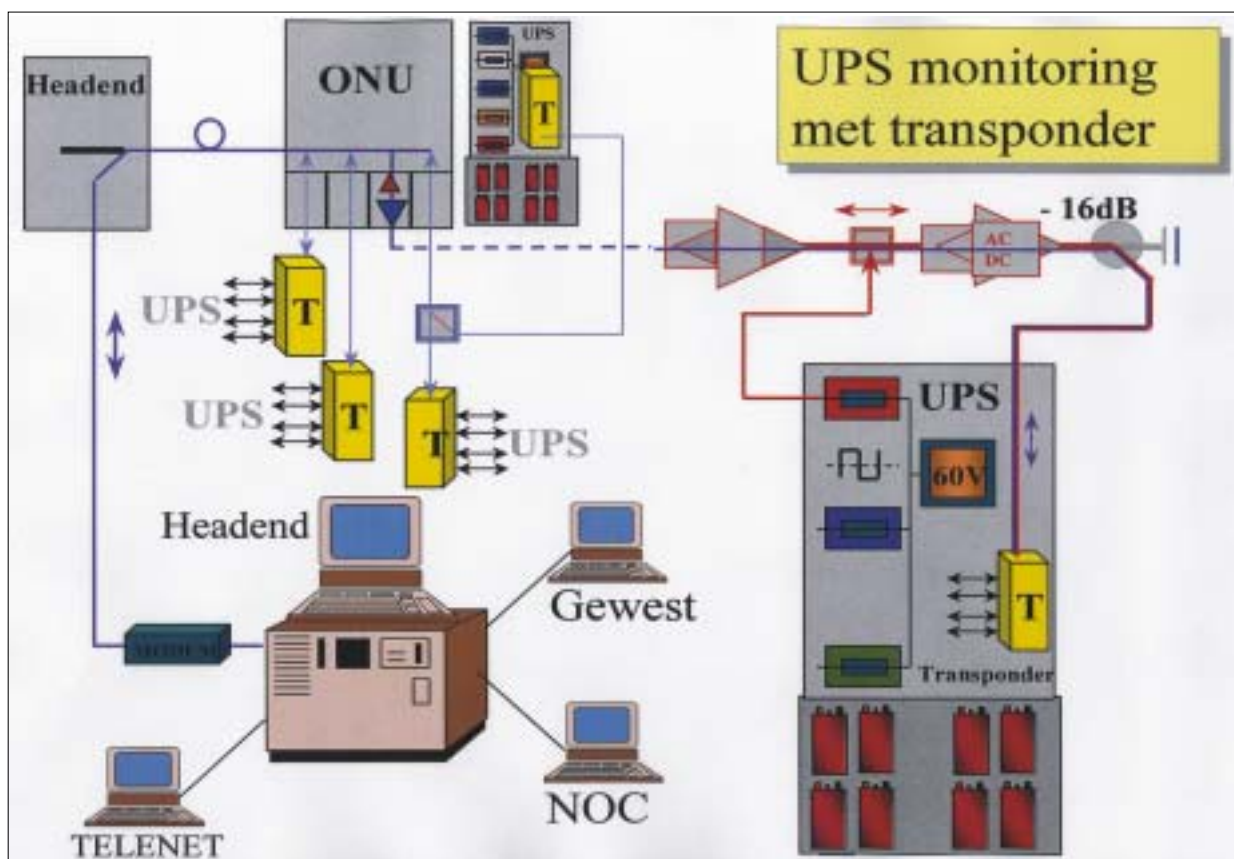 UPS monitoring
met transponder
Headend
ONU
UPS
T
- 16dB
AC
DC
UPS
T
UPS
T
T
UPS
UPS
60V
T
Transponder
Headend
Gewest
MODEM
NOC
TELENET